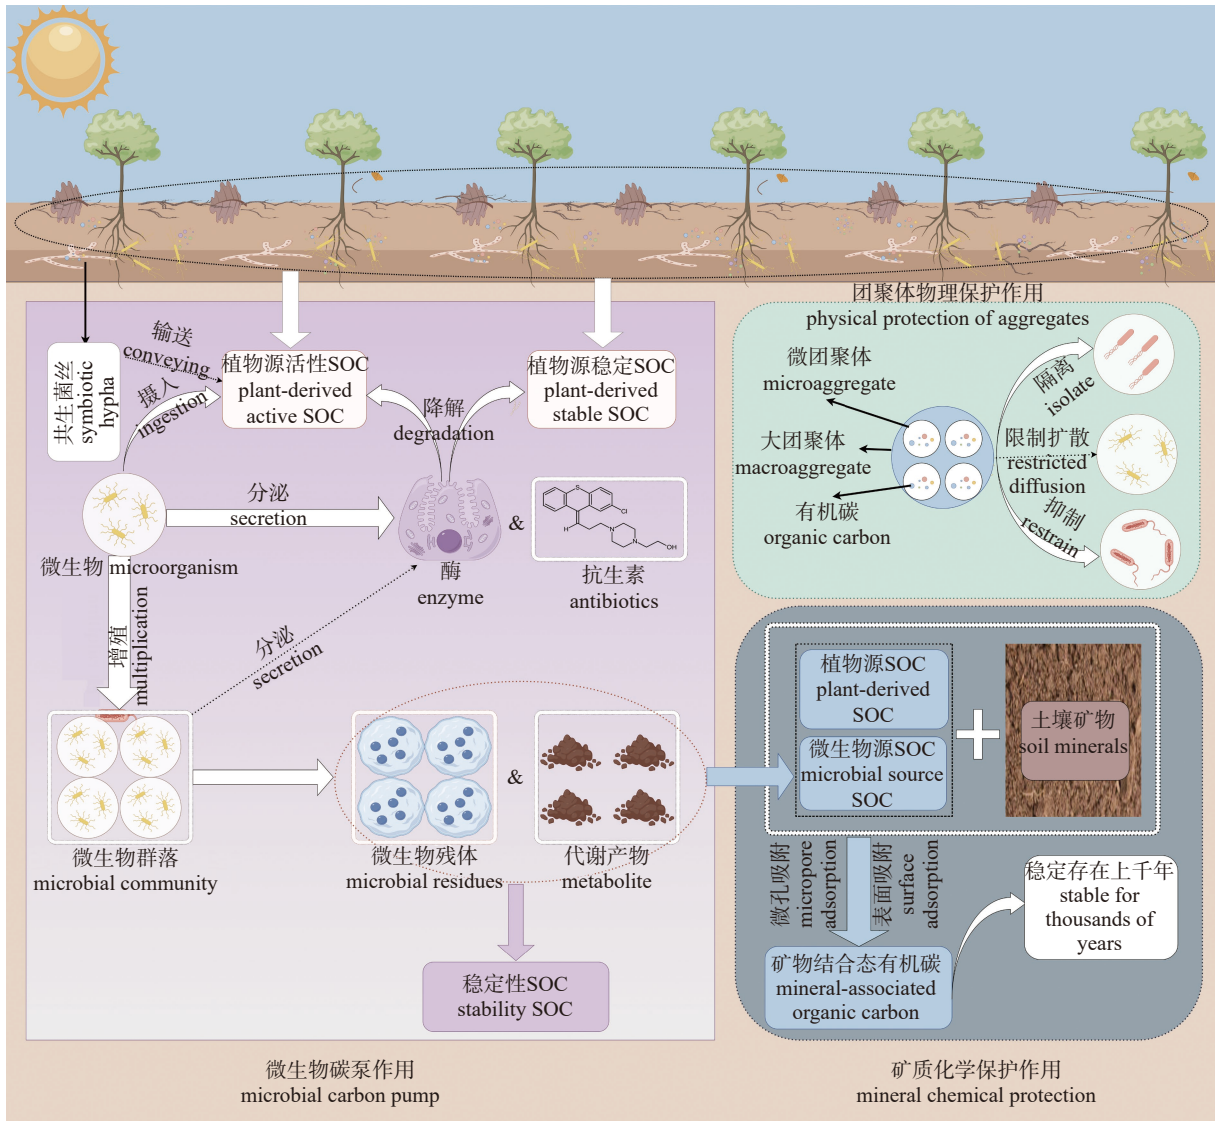 输送
conveying
共生菌丝
symbiotic
hypha
摄入
ingestion
植物源活性SOC
plant-derived
active SOC
降解
degradation
植物源稳定SOC
plant-derived
stable SOC
分泌
secretion
微生物 microorganism
酶
enzyme
&
S
Cl
H
N
N
OH
抗生素
antibiotics
增殖
multiplication
分泌
secretion
微生物群落
microbial community
&
微生物残体
microbial residues
代谢产物
metabolite
稳定性SOC
stability SOC
微生物碳泵作用
microbial carbon pump
团聚体物理保护作用
physical protection of aggregates
微团聚体
microaggregate
大团聚体
macroaggregate
有机碳
organic carbon
隔离
isolate
限制扩散
restricted
diffusion
抑制
restrain
植物源SOC
plant-derived
SOC
微生物源SOC
microbial source
SOC
土壤矿物
soil minerals
微孔吸附
micropore
adsorption
表面吸附
surface
adsorption
矿物结合态有机碳
mineral-associated
organic carbon
稳定存在上千年
stable for
thousands of
years
矿质化学保护作用
mineral chemical protection